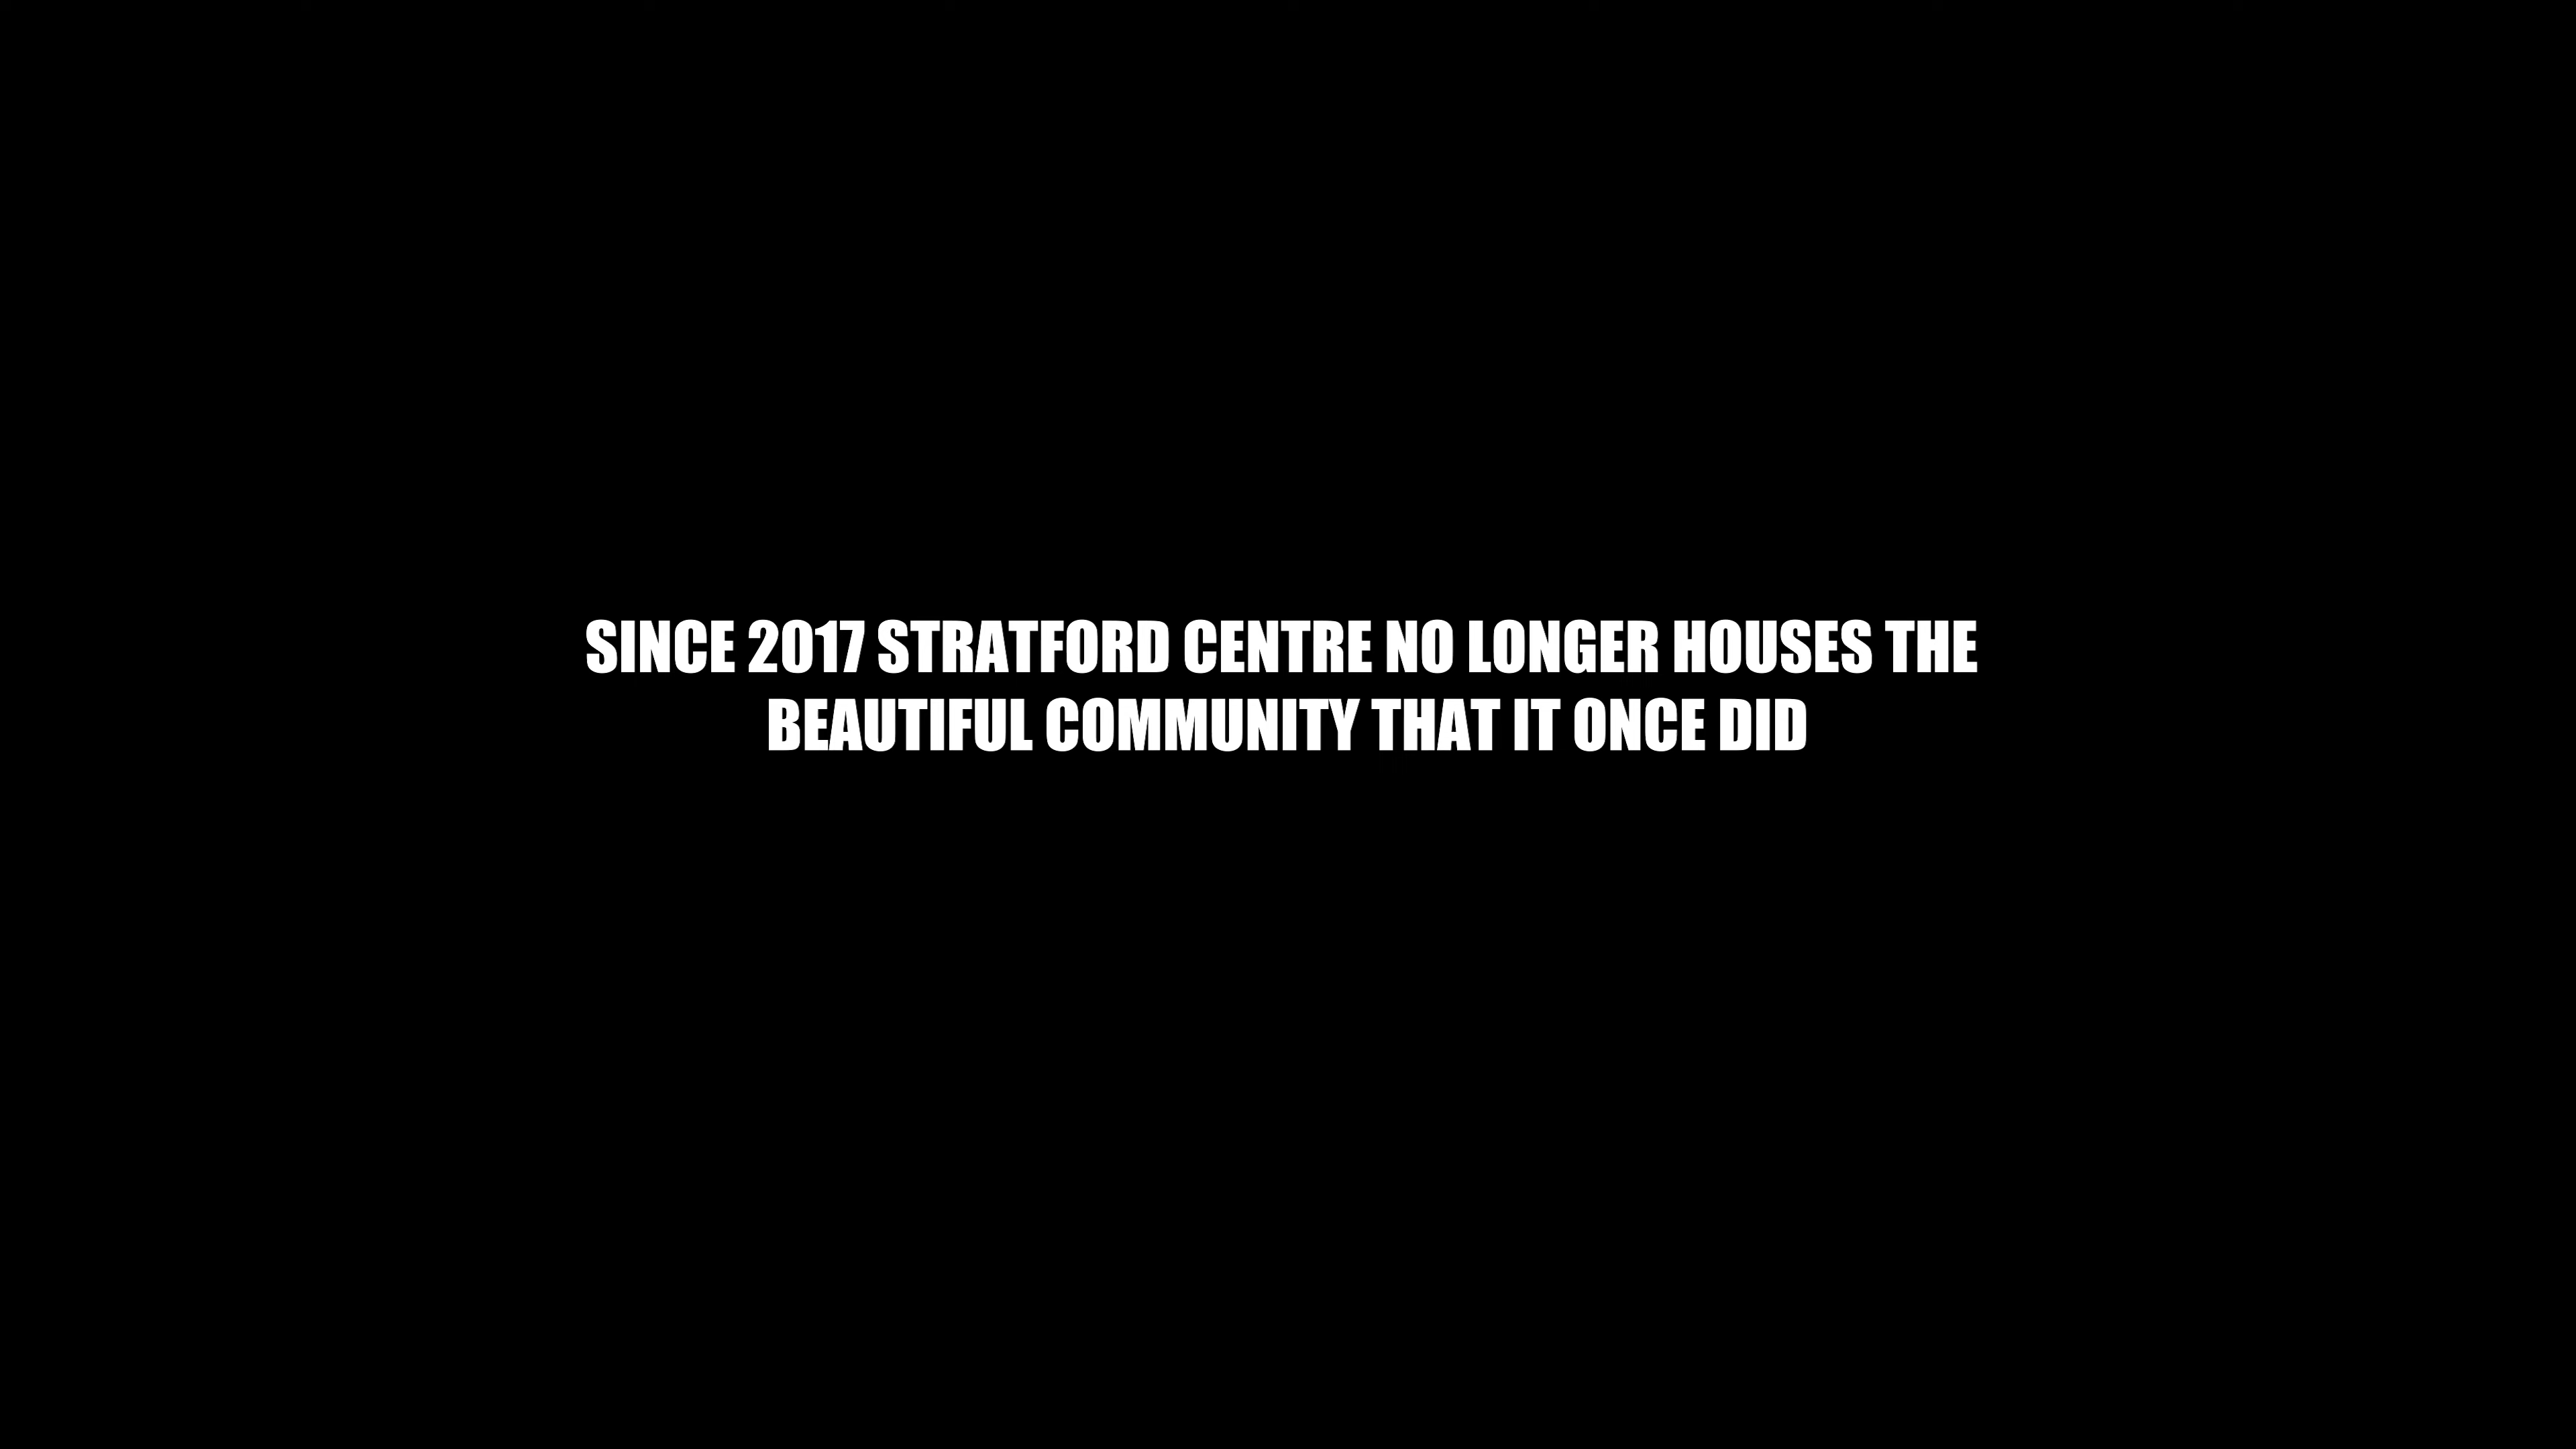 SINCE 2017 STRATFORD CENTRE NO LONGER HOUSES THE
BEAUTIFUL COMMUNITY THAT IT ONCE DID